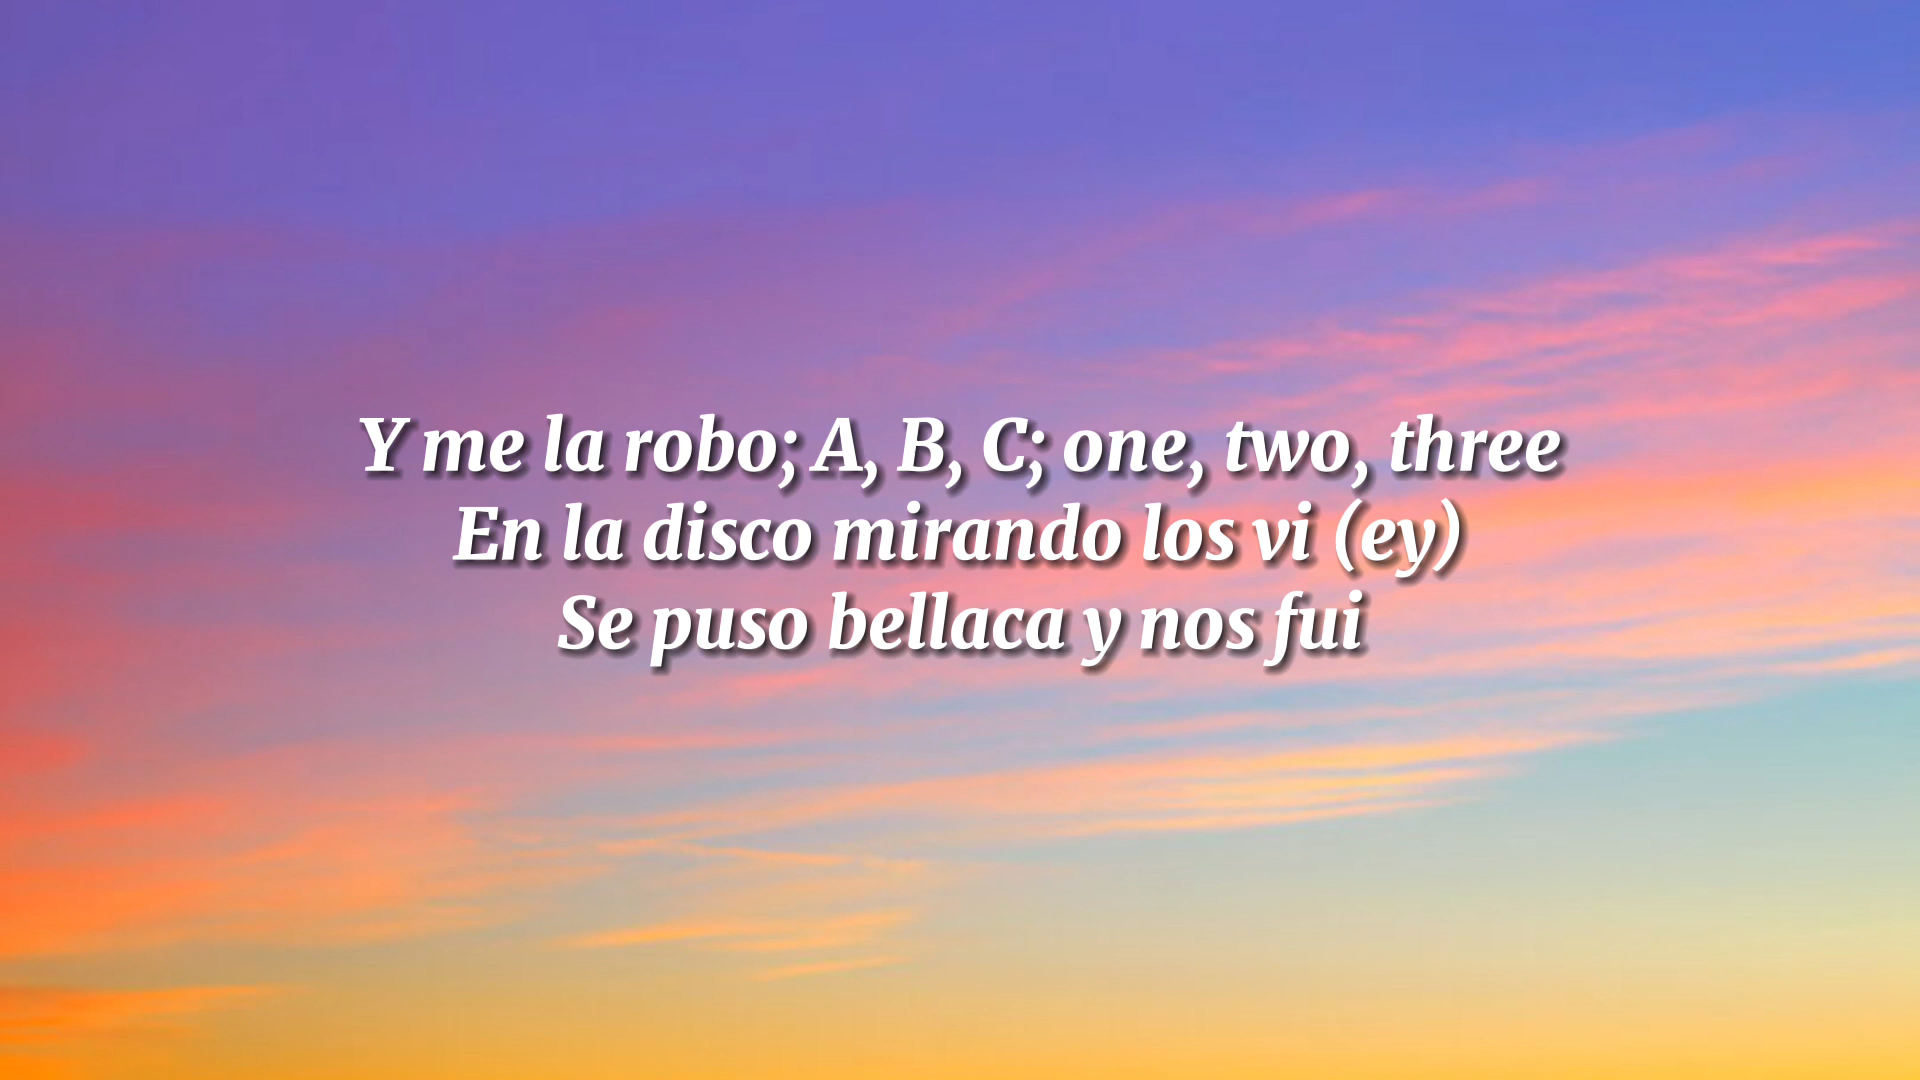 Y me la robo; A, B, C; one, two, three
En la disco mirando los vi (ey)
Se puso bellaca y nos fui